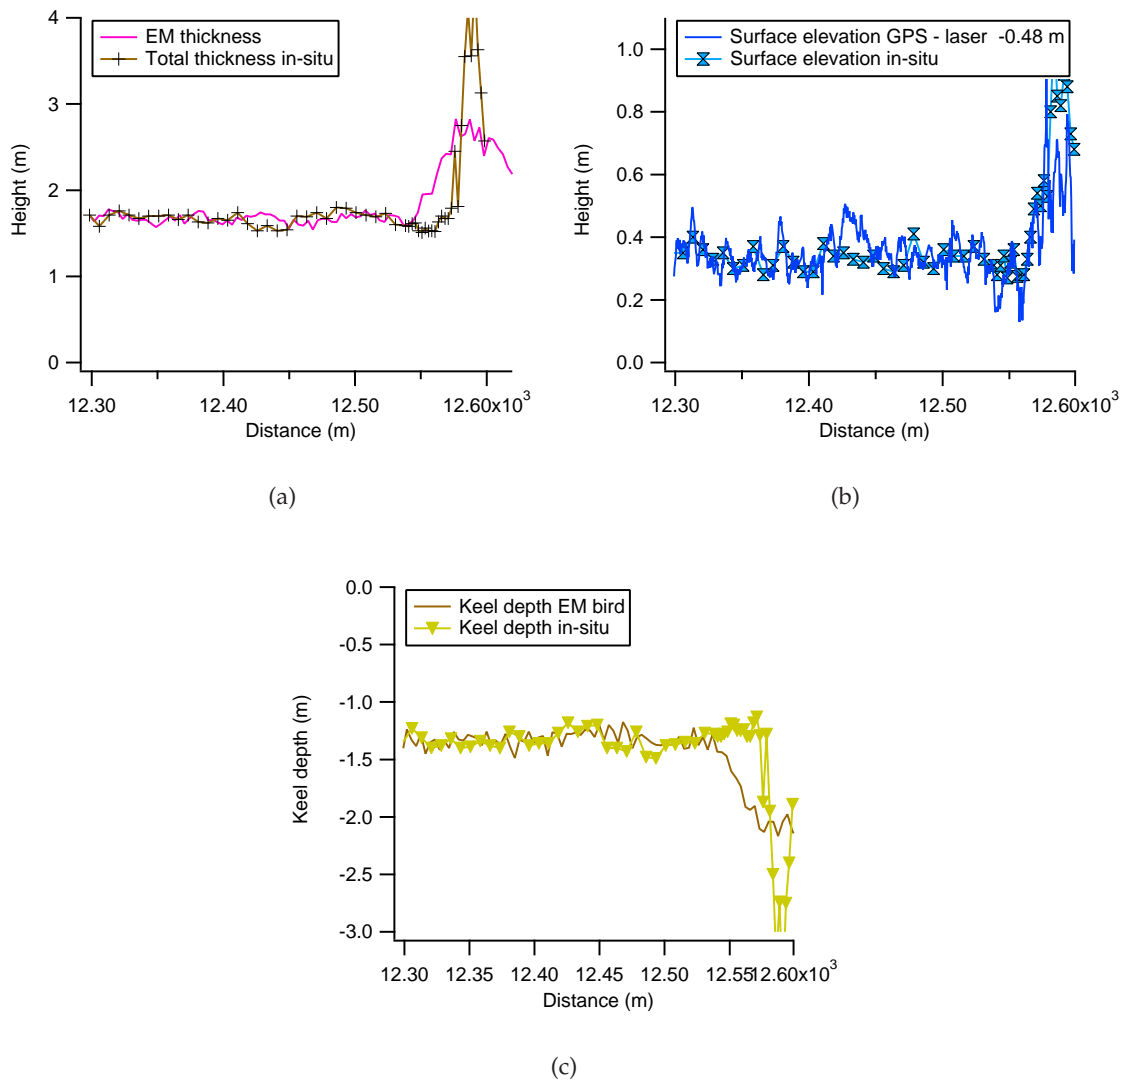 4
3
2
1
0
Height (m)
EM thickness
Total thickness in-situ
12.30
12.40
12.50
12.60x10³
Distance (m)
(a)
1.0
0.8
0.6
0.4
0.2
0.0
Height (m)
Surface elevation GPS - laser -0.48 m
Surface elevation in-situ
12.30
12.40
12.50
12.60x10³
Distance (m)
(b)
0.0
-0.5
-1.0
-1.5
-2.0
-2.5
-3.0
Keel depth (m)
Keel depth EM bird
Keel depth in-situ
12.30
12.35
12.40
12.45
12.50
12.55
12.60x10³
Distance (m)
(c)